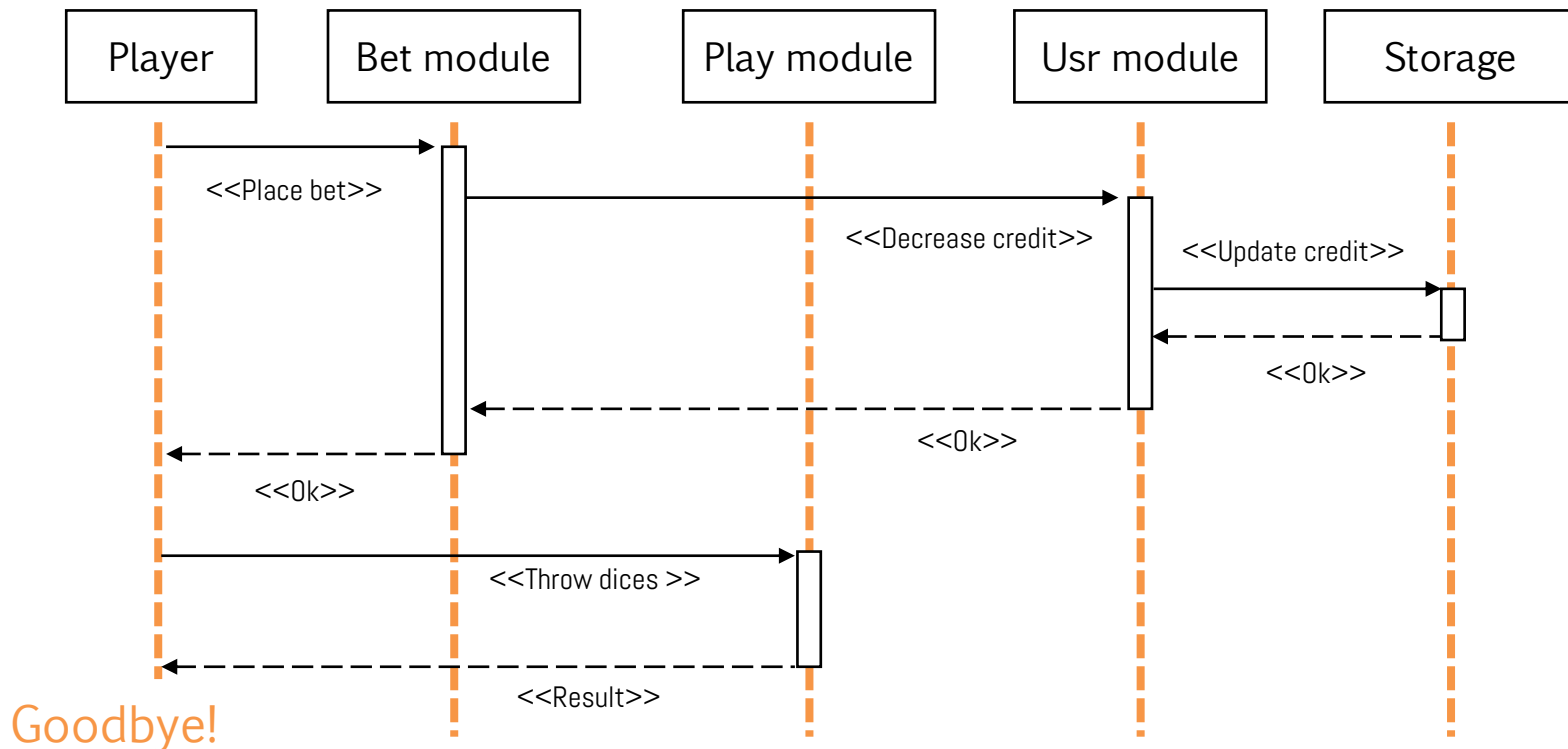 Player
Bet module
Play module
Usr module
Storage
<<Place bet>>
<<Decrease credit>>
<<Update credit>>
<<Ok>>
<<Ok>>
<<Ok>>
<<Throw dices >>
<<Result>>
Goodbye!